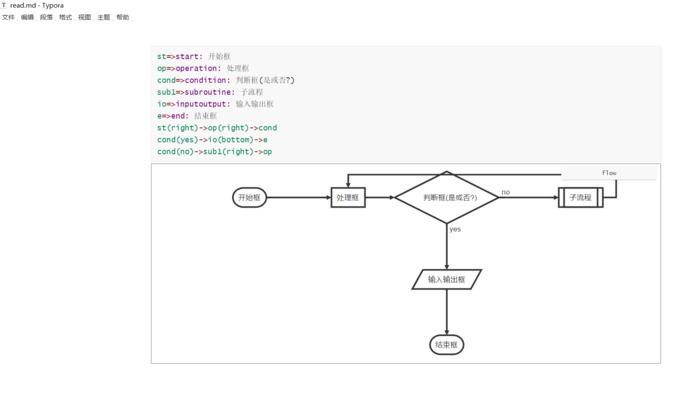 T read.md - Typora
文件 编辑 段落 格式 视图 主题 帮助
st=>start: 开始框
op=>operation: 处理框
cond=>condition: 判断框(是或否?)
sub1=>subroutine: 子流程
io=>inputoutput: 输入输出框
e=>end: 结束框
st(right)->op(right)->cond
cond(yes)->io(bottom)->e
cond(no)->sub1(right)->op
flow
开始框
处理框
判断框(是或否?)
no
子流程
yes
输入输出框
结束框